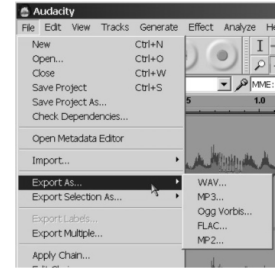 Audacity
File Edit View Tracks Generate Effect Analyze
New Ctrl+N
Open... Ctrl+O
Close Ctrl+W
Save Project Ctrl+S
Save Project As...
Check Dependencies...
Open Metadata Editor
Import...
Export As...
Export Selection As...
Export Labels...
Export Multiple...
Apply Chain...
MME:
5 1.0
WAV...
MP3...
Ogg Vorbis...
FLAC...
MP2...